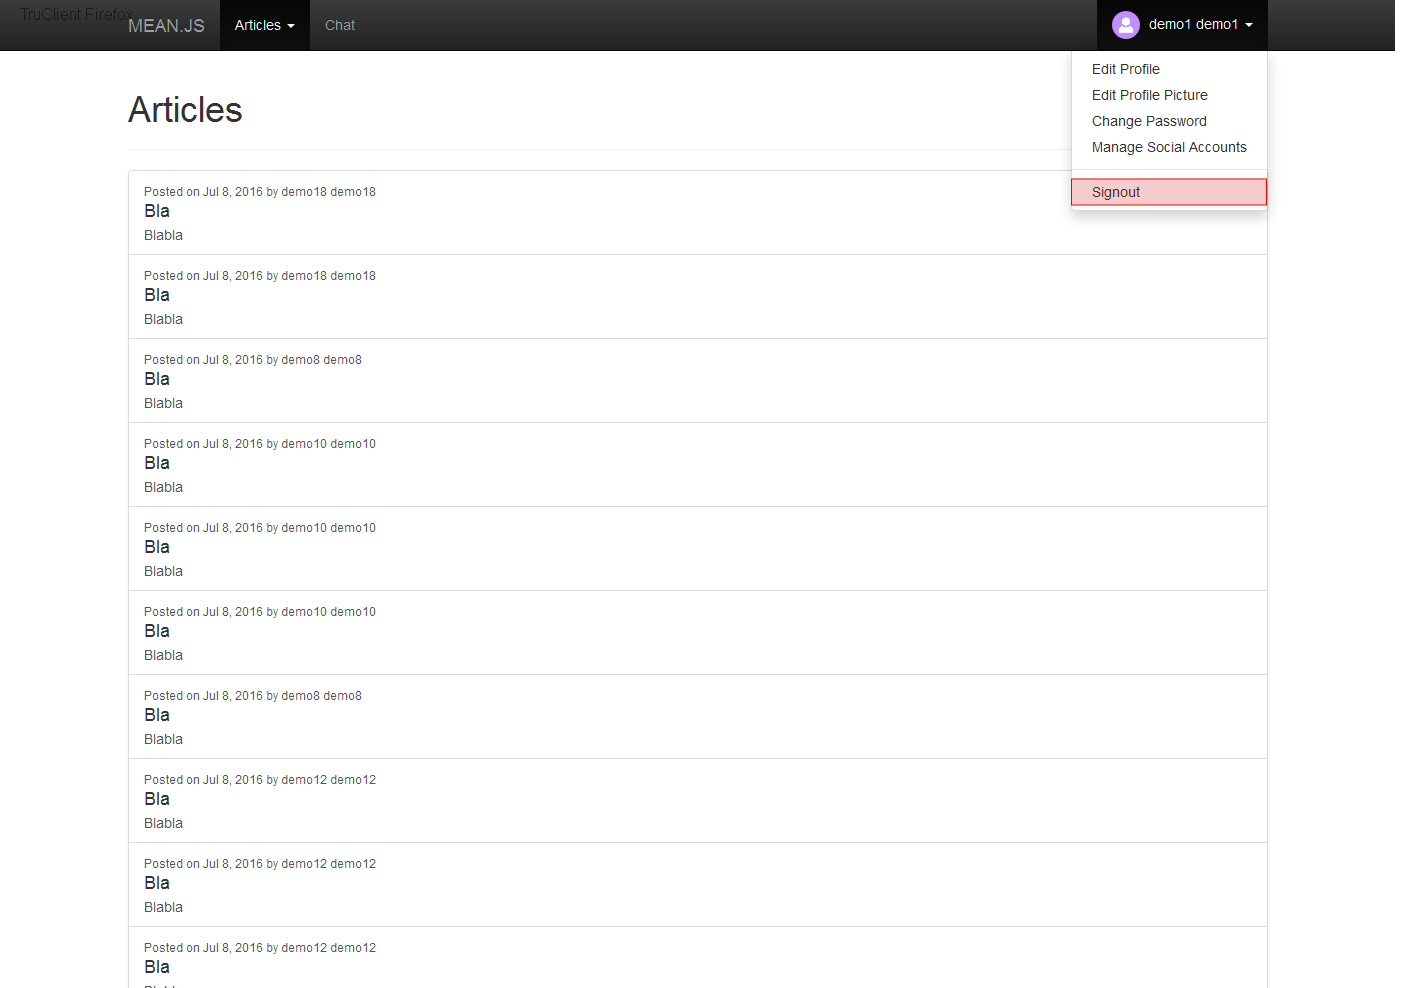 TruClient Firefox
MEAN.JS Articles Chat demo1 demo1
Edit Profile
Edit Profile Picture
Change Password
Manage Social Accounts
Signout
Articles
Posted on Jul 8, 2016 by demo18 demo18
Bla
Blabla
Posted on Jul 8, 2016 by demo18 demo18
Bla
Blabla
Posted on Jul 8, 2016 by demo8 demo8
Bla
Blabla
Posted on Jul 8, 2016 by demo10 demo10
Bla
Blabla
Posted on Jul 8, 2016 by demo10 demo10
Bla
Blabla
Posted on Jul 8, 2016 by demo10 demo10
Bla
Blabla
Posted on Jul 8, 2016 by demo8 demo8
Bla
Blabla
Posted on Jul 8, 2016 by demo12 demo12
Bla
Blabla
Posted on Jul 8, 2016 by demo12 demo12
Bla
Blabla
Posted on Jul 8, 2016 by demo12 demo12
Bla